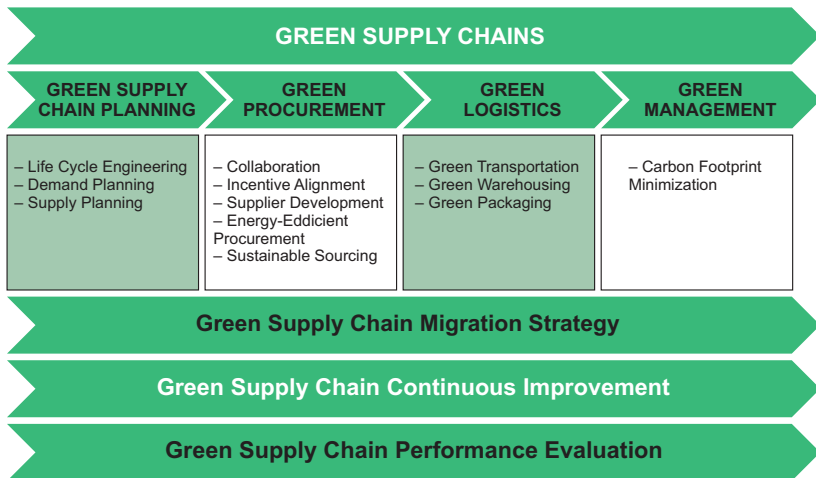 GREEN SUPPLY CHAINS
GREEN SUPPLY
CHAIN PLANNING
GREEN
PROCUREMENT
GREEN
LOGISTICS
GREEN
MANAGEMENT
– Life Cycle Engineering
– Demand Planning
– Supply Planning
– Collaboration
– Incentive Alignment
– Supplier Development
– Energy-Eddicient
Procurement
– Sustainable Sourcing
– Green Transportation
– Green Warehousing
– Green Packaging
– Carbon Footprint
Minimization
Green Supply Chain Migration Strategy
Green Supply Chain Continuous Improvement
Green Supply Chain Performance Evaluation